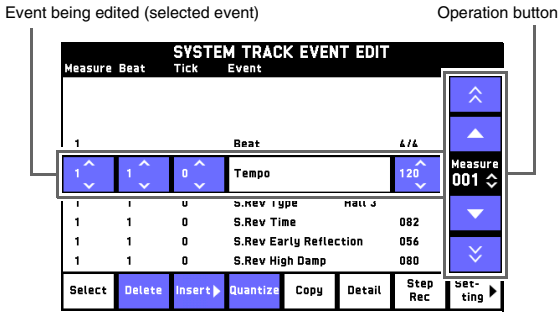 Event being edited (selected event) Operation button
SYSTEM TRACK EVENT EDIT
Measure Beat Tick Event
1 Beat 4/4
1 1 0 Tempo 120
Measure
001
1 1 0 S.Rev Type Hall 3
1 1 0 S.Rev Time 082
1 1 0 S.Rev Early Reflection 056
1 1 0 S.Rev High Damp 080
Select Delete Insert Quantize Copy Detail Step Rec Set-ting